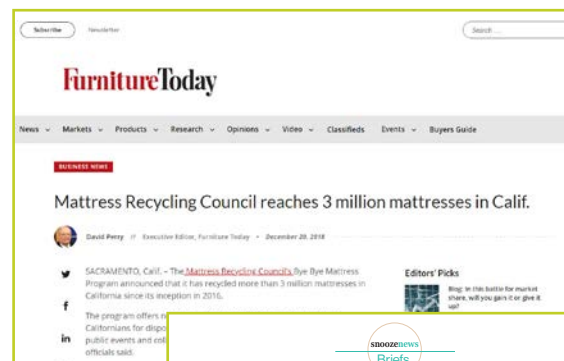 Subscribe
Newsletter
Search ...
FurnitureToday
News Markets Products Research Opinions Video Classifieds Events Buyers Guide
BUSINESS NEWS
Mattress Recycling Council reaches 3 million mattresses in Calif.
David Perry // Executive Editor, Furniture Today • December 20, 2018
SACRAMENTO, Calif. – The Mattress Recycling Council's Bye Bye Mattress
Program announced that it has recycled more than 3 million mattresses in
California since its inception in 2016.
The program offers
Californians for
public events and
officials said.
Editors' Picks
Blog: In this battle for market
share, will you gain it or give it
up?
snoozenews
Briefs